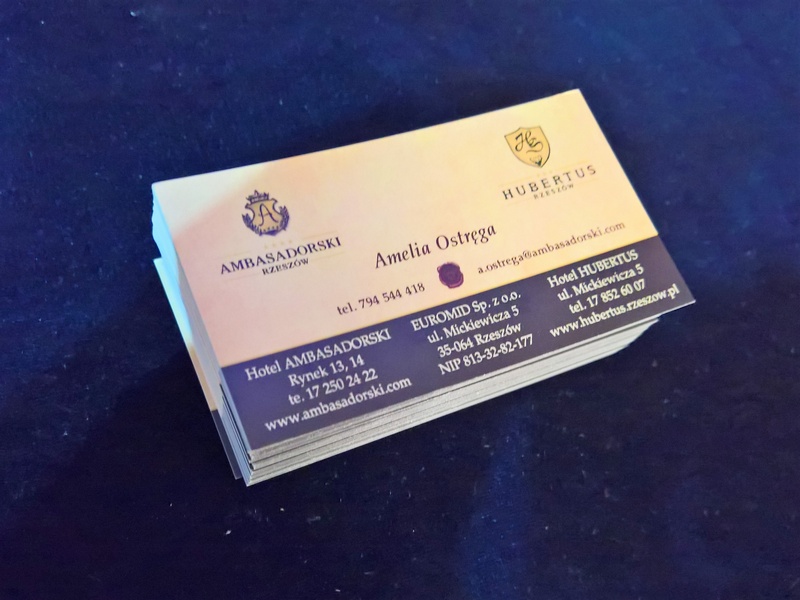 A
AMBASADORSKI
RZESZÓW
HS
HUBERTUS
RZESZÓW
Amelia Ostręga
tel. 794 544 418
a.ostrega@ambasadorski.com
Hotel AMBASADORSKI
Rynek 13, 14
te. 17 250 24 22
www.ambasadorski.com
EUROMID Sp. z o.o.
ul. Mickiewicza 5
35-064 Rzeszów
NIP 813-32-82-177
Hotel HUBERTUS
ul. Mickiewicza 5
tel. 17 852 60 07
www.hubertus.rzeszow.pl